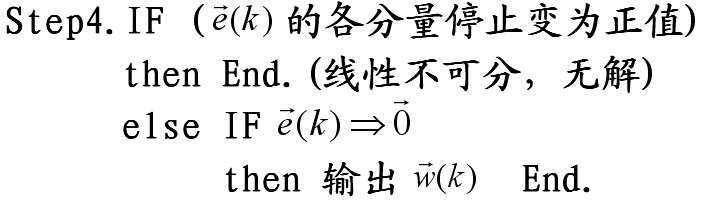 Step4. IF ( e⃗(k) 的各分量停止变为正值)
then End. (线性不可分，无解)
else IF e⃗(k) ⇒ 0⃗
then 输出 w⃗(k) End.